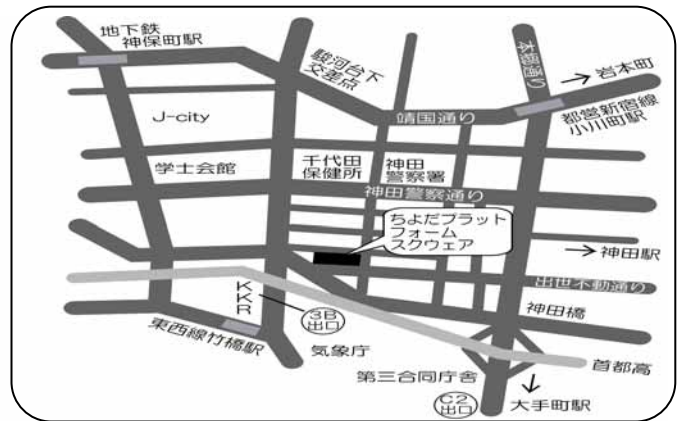 地下鉄
神保町駅
駿河台下
交差点
本郷通り
→ 岩本町
靖国通り
都営新宿線
小川町駅
J-city
学士会館
千代田
保健所
神田
警察署
神田警察通り
ちよだプラット
フォーム
スクウェア
→ 神田駅
出世不動通り
神田橋
KKR
3B
出口
東西線竹橋駅
気象庁
首都高
第三合同庁舎
C2
出口
大手町駅